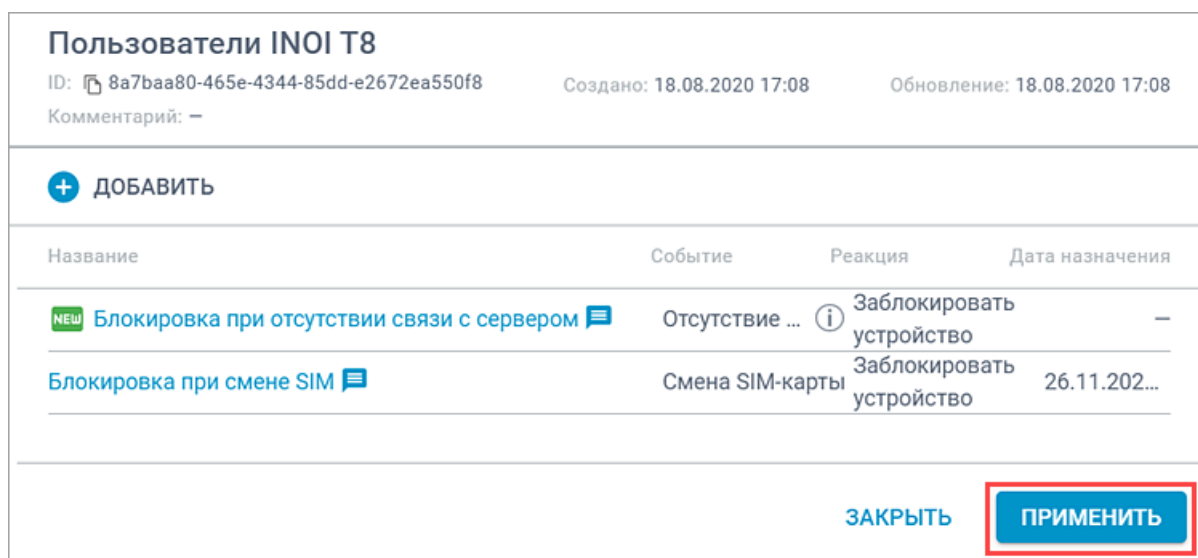 Пользователи INOI T8
ID: 8a7baa80-465e-4344-85dd-e2672ea550f8 Создано: 18.08.2020 17:08 Обновление: 18.08.2020 17:08
Комментарий: —
ДОБАВИТЬ
Название Событие Реакция Дата назначения
NEW Блокировка при отсутствии связи с сервером Отсутствие ... i Заблокировать устройство —
Блокировка при смене SIM Смена SIM-карты Заблокировать устройство 26.11.202...
ЗАКРЫТЬ ПРИМЕНИТЬ